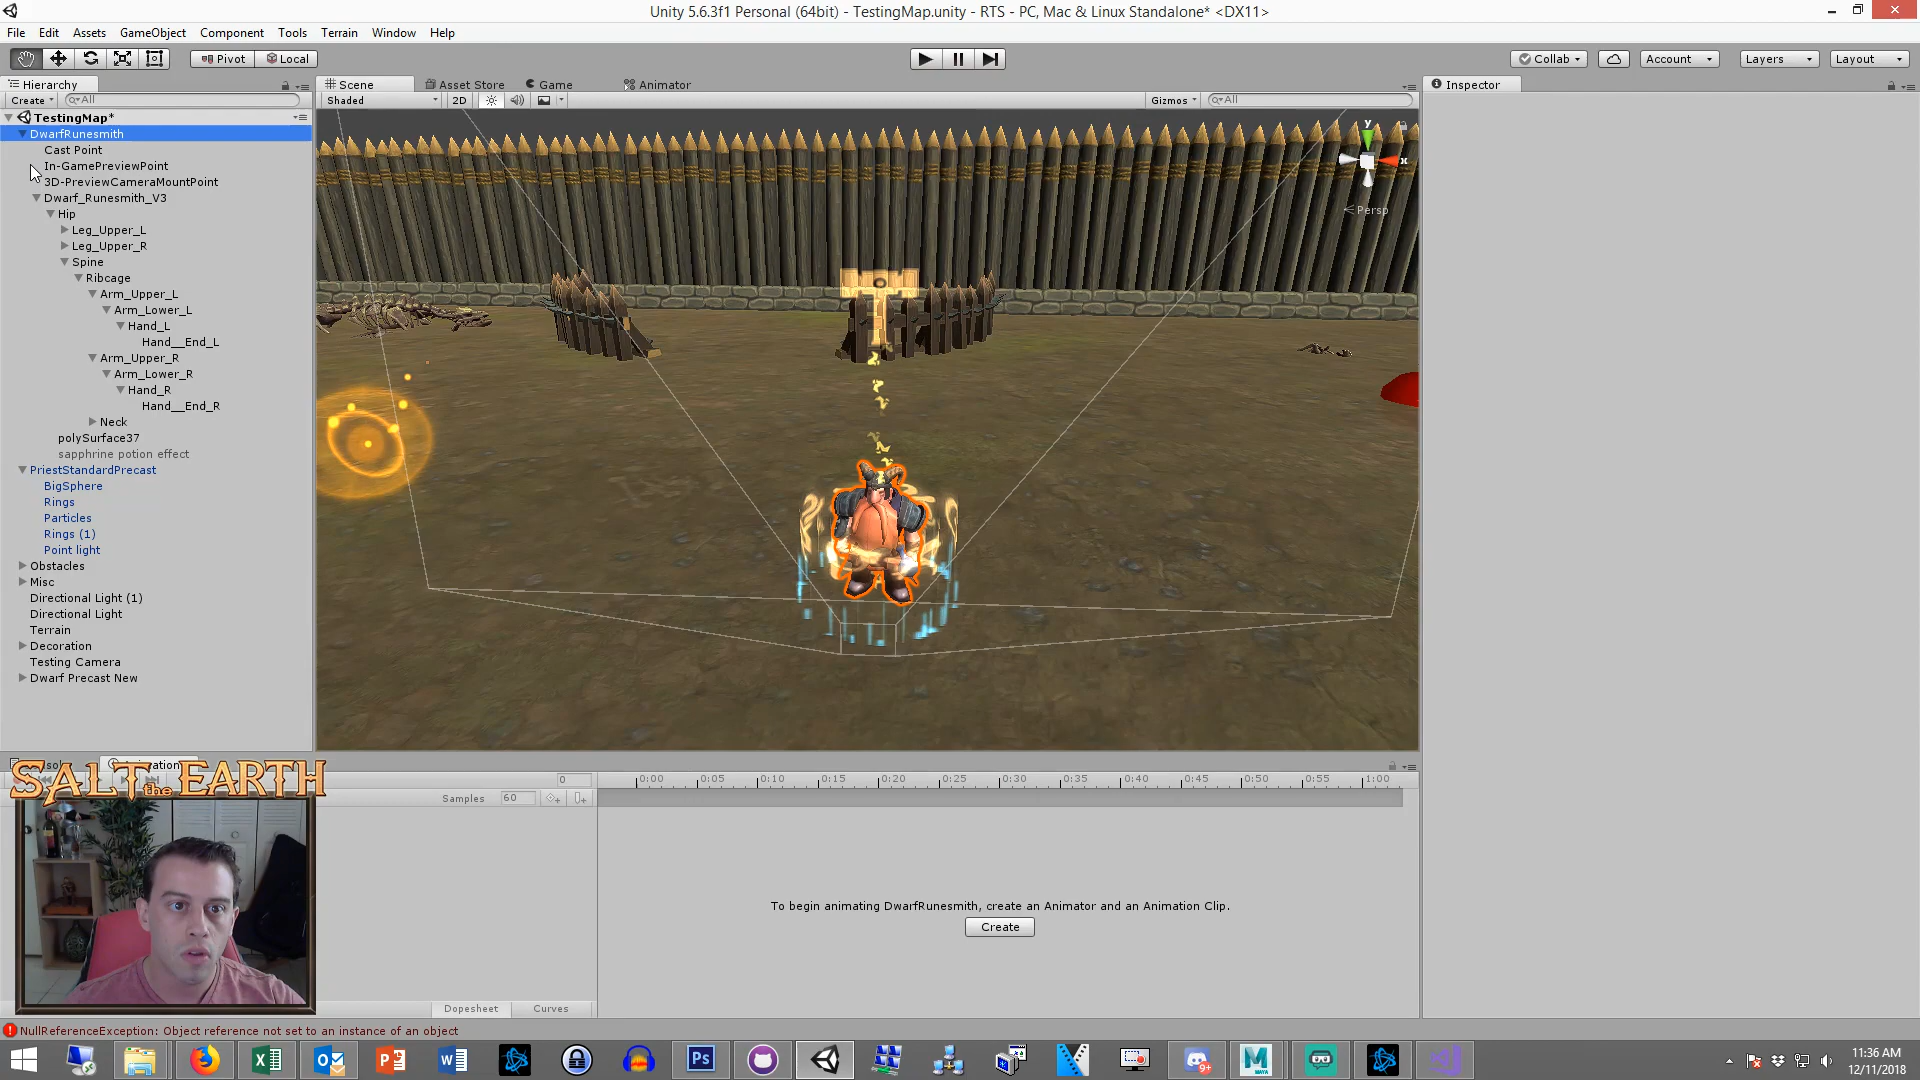 Unity 5.6.3f1 Personal (64bit) - TestingMap.unity - RTS - PC, Mac & Linux Standalone* <DX11>
File Edit Assets GameObject Component Tools Terrain Window Help
Pivot Local Collab Account Layers Layout
Hierarchy Scene Asset Store Game Animator Inspector
Create All Shaded 2D Gizmos All
TestingMap*
DwarfRunesmith
Cast Point
In-GamePreviewPoint
3D-PreviewCameraMountPoint
Dwarf_Runesmith_V3
Hip
Leg_Upper_L
Leg_Upper_R
Spine
Ribcage
Arm_Upper_L
Arm_Lower_L
Hand_L
Hand__End_L
Arm_Upper_R
Arm_Lower_R
Hand_R
Hand__End_R
Neck
polySurface37
sapphrine potion effect
PriestStandardPrecast
BigSphere
Rings
Particles
Rings (1)
Point light
Obstacles
Misc
Directional Light (1)
Directional Light
Terrain
Decoration
Testing Camera
Dwarf Precast New
y
x
< Persp
SALT the EARTH
0 0:00 0:05 0:10 0:15 0:20 0:25 0:30 0:35 0:40 0:45 0:50 0:55 1:00
Samples 60
To begin animating DwarfRunesmith, create an Animator and an Animation Clip.
Create
Dopesheet Curves
NullReferenceException: Object reference not set to an instance of an object
Ps
9+
MAYA
11:36 AM
12/11/2018